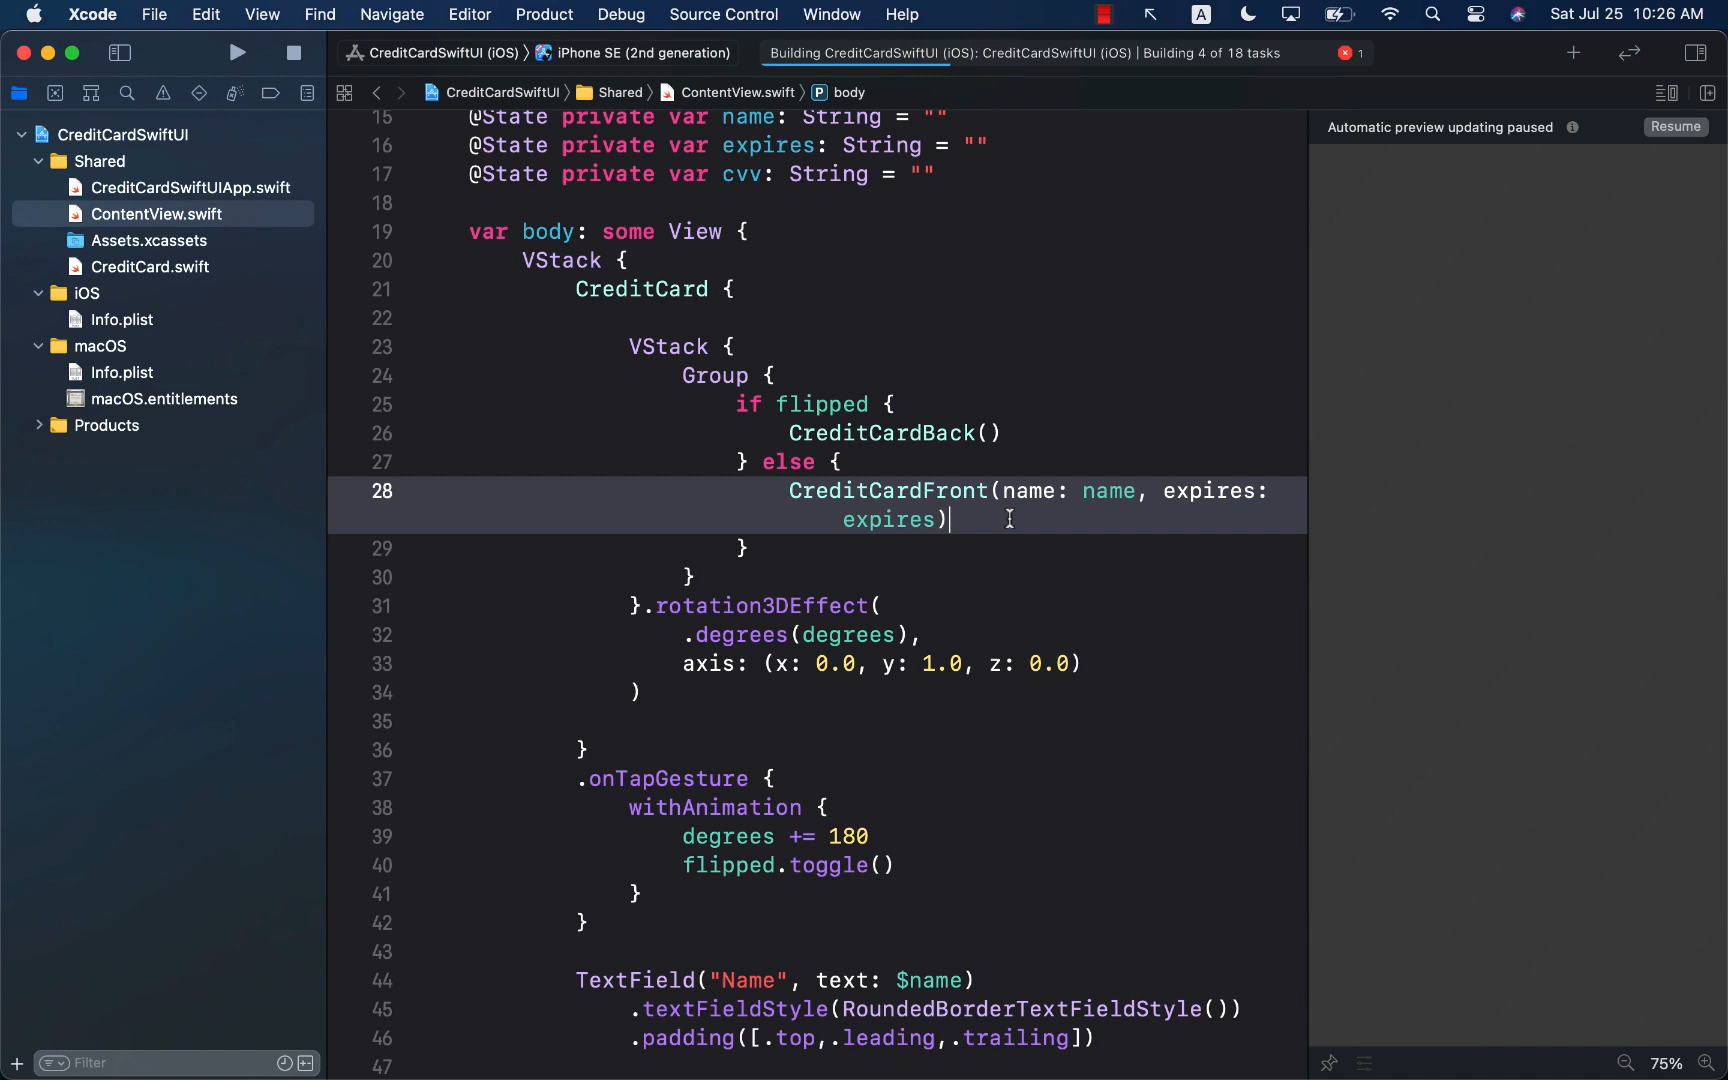 Xcode File Edit View Find Navigate Editor Product Debug Source Control Window Help A Sat Jul 25 10:26 AM
CreditCardSwiftUI (iOS) iPhone SE (2nd generation) Building CreditCardSwiftUI (iOS): CreditCardSwiftUI (iOS) | Building 4 of 18 tasks 1
CreditCardSwiftUI Shared ContentView.swift P body
Automatic preview updating paused Resume
CreditCardSwiftUI
Shared
CreditCardSwiftUIApp.swift
ContentView.swift
Assets.xcassets
CreditCard.swift
iOS
Info.plist
macOS
Info.plist
macOS.entitlements
Products
Filter
15 @State private var name: String = ""
16 @State private var expires: String = ""
17 @State private var cvv: String = ""
18
19 var body: some View {
20 VStack {
21 CreditCard {
22
23 VStack {
24 Group {
25 if flipped {
26 CreditCardBack()
27 } else {
28 CreditCardFront(name: name, expires:
expires)
29 }
30 }
31 }.rotation3DEffect(
32 .degrees(degrees),
33 axis: (x: 0.0, y: 1.0, z: 0.0)
34 )
35
36 }
37 .onTapGesture {
38 withAnimation {
39 degrees += 180
40 flipped.toggle()
41 }
42 }
43
44 TextField("Name", text: $name)
45 .textFieldStyle(RoundedBorderTextFieldStyle())
46 .padding([.top,.leading,.trailing])
47
75%